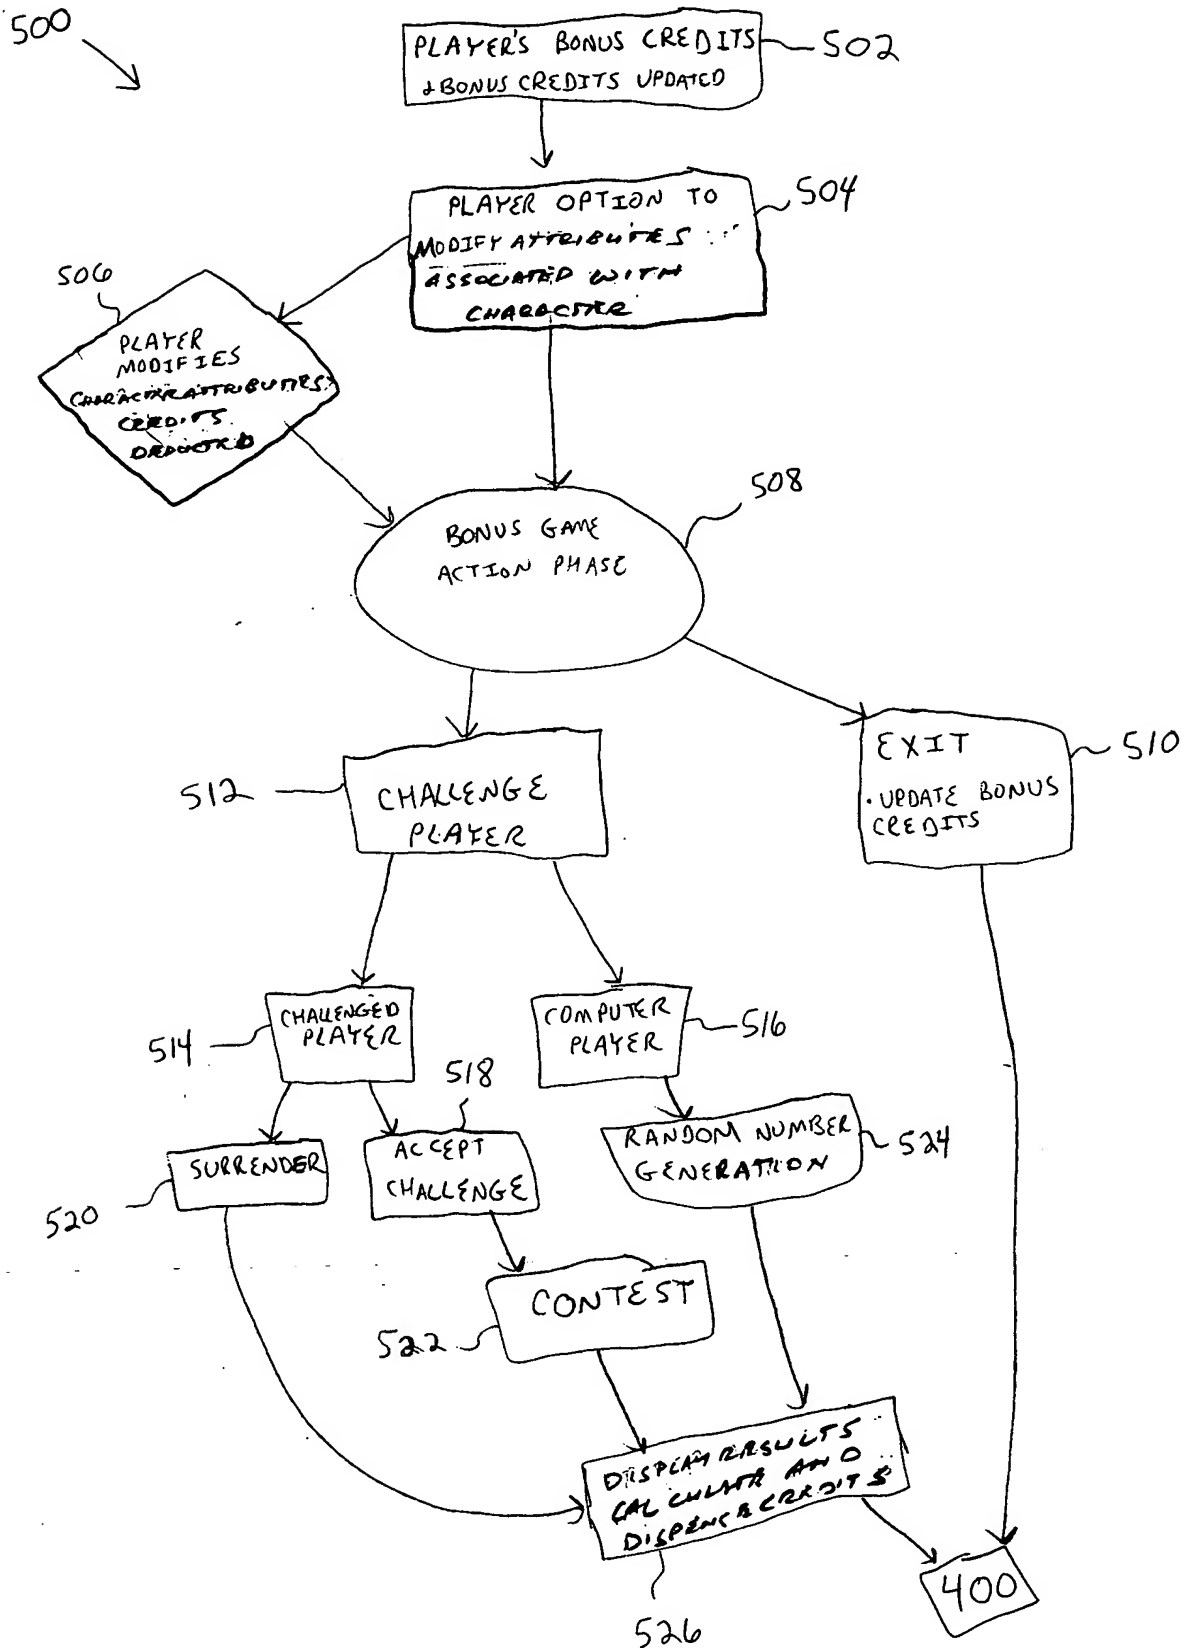 500
PLAYER'S BONUS CREDITS
& BONUS CREDITS UPDATED
502
PLAYER OPTION TO
MODIFY ATTRIBUTES
ASSOCIATED WITH
CHARACTER
504
506
PLAYER
MODIFIES
CHARACTER ATTRIBUTES
CREDITS
DEDUCTED
BONUS GAME
ACTION PHASE
508
EXIT
• UPDATE BONUS
CREDITS
510
512
CHALLENGE
PLAYER
514
CHALLENGED
PLAYER
COMPUTER
PLAYER
516
518
SURRENDER
520
ACCEPT
CHALLENGE
RANDOM NUMBER
GENERATION
524
CONTEST
522
DISPLAY RESULTS
CALCULATE AND
DISPENSE CREDITS
526
400